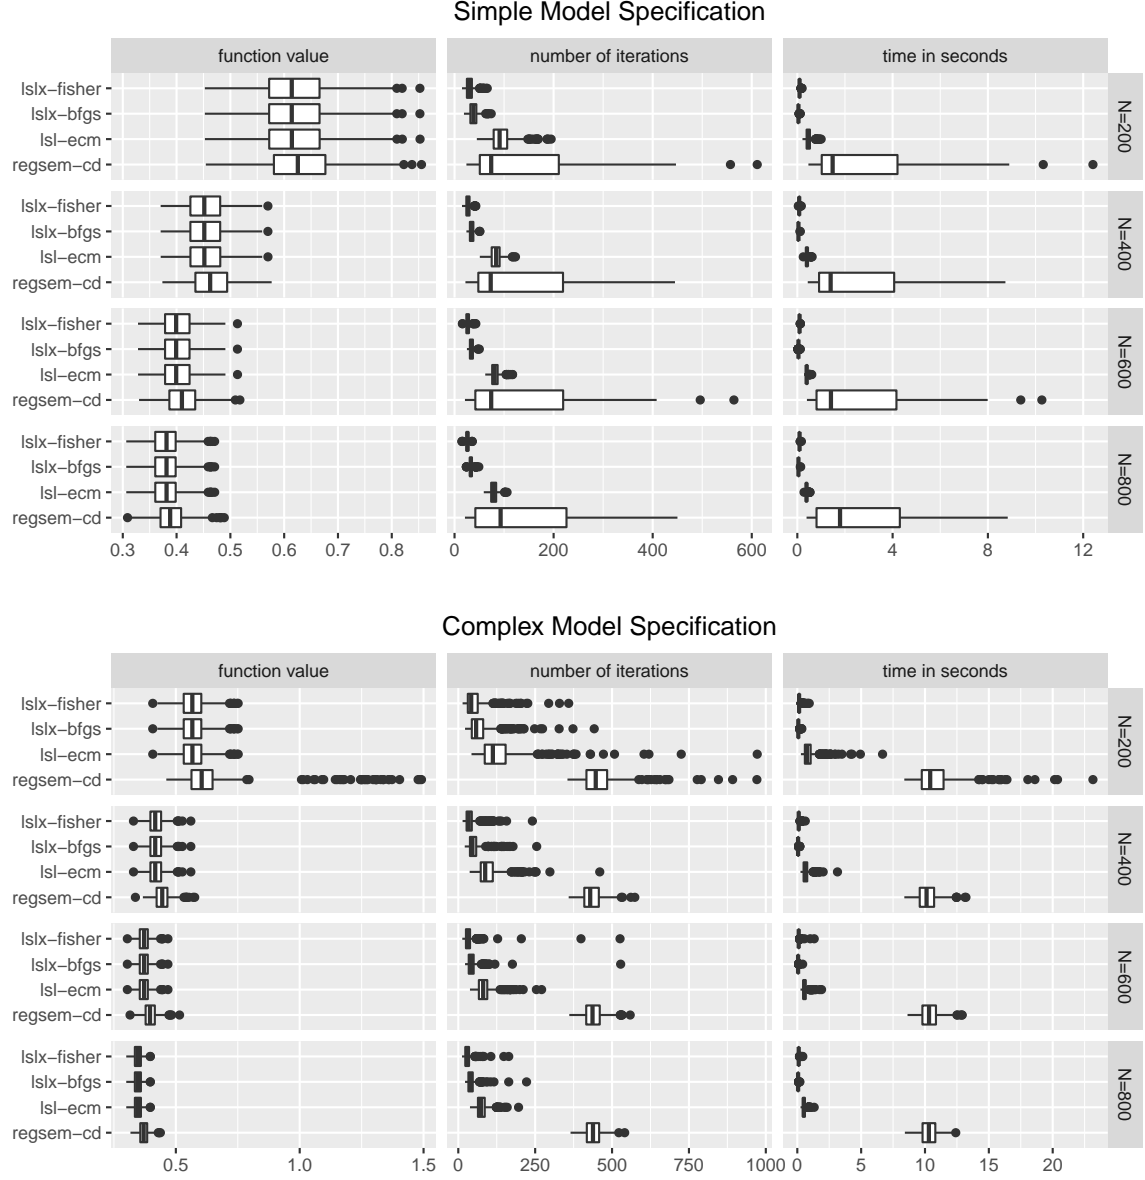 Simple Model Specification
function value number of iterations time in seconds
lslx−fisher
lslx−bfgs
lsl−ecm
regsem−cd
N=200
lslx−fisher
lslx−bfgs
lsl−ecm
regsem−cd
N=400
lslx−fisher
lslx−bfgs
lsl−ecm
regsem−cd
N=600
lslx−fisher
lslx−bfgs
lsl−ecm
regsem−cd
N=800
0.3 0.4 0.5 0.6 0.7 0.8 0 200 400 600 0 4 8 12
Complex Model Specification
function value number of iterations time in seconds
lslx−fisher
lslx−bfgs
lsl−ecm
regsem−cd
N=200
lslx−fisher
lslx−bfgs
lsl−ecm
regsem−cd
N=400
lslx−fisher
lslx−bfgs
lsl−ecm
regsem−cd
N=600
lslx−fisher
lslx−bfgs
lsl−ecm
regsem−cd
N=800
0.5 1.0 1.5 0 250 500 750 1000 0 5 10 15 20